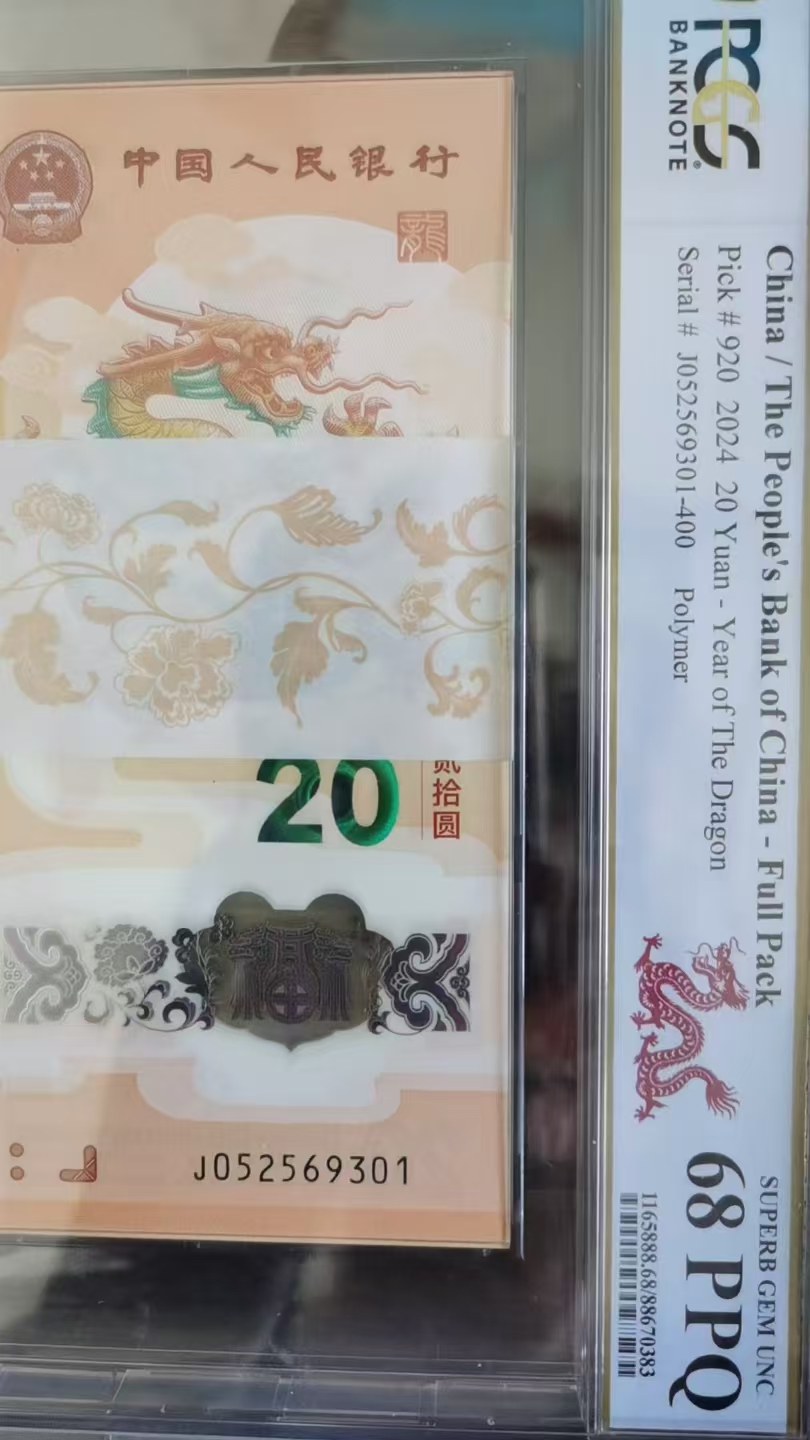 PCGS
BANKNOTE
China / The People's Bank of China - Full Pack
Pick # 920 2024 20 Yuan - Year of The Dragon
Serial # J052569301-400 Polymer
SUPERB GEM UNC
68 PPQ
1165888.68/88670383
中国人民银行
龍
20
贰拾圆
J052569301